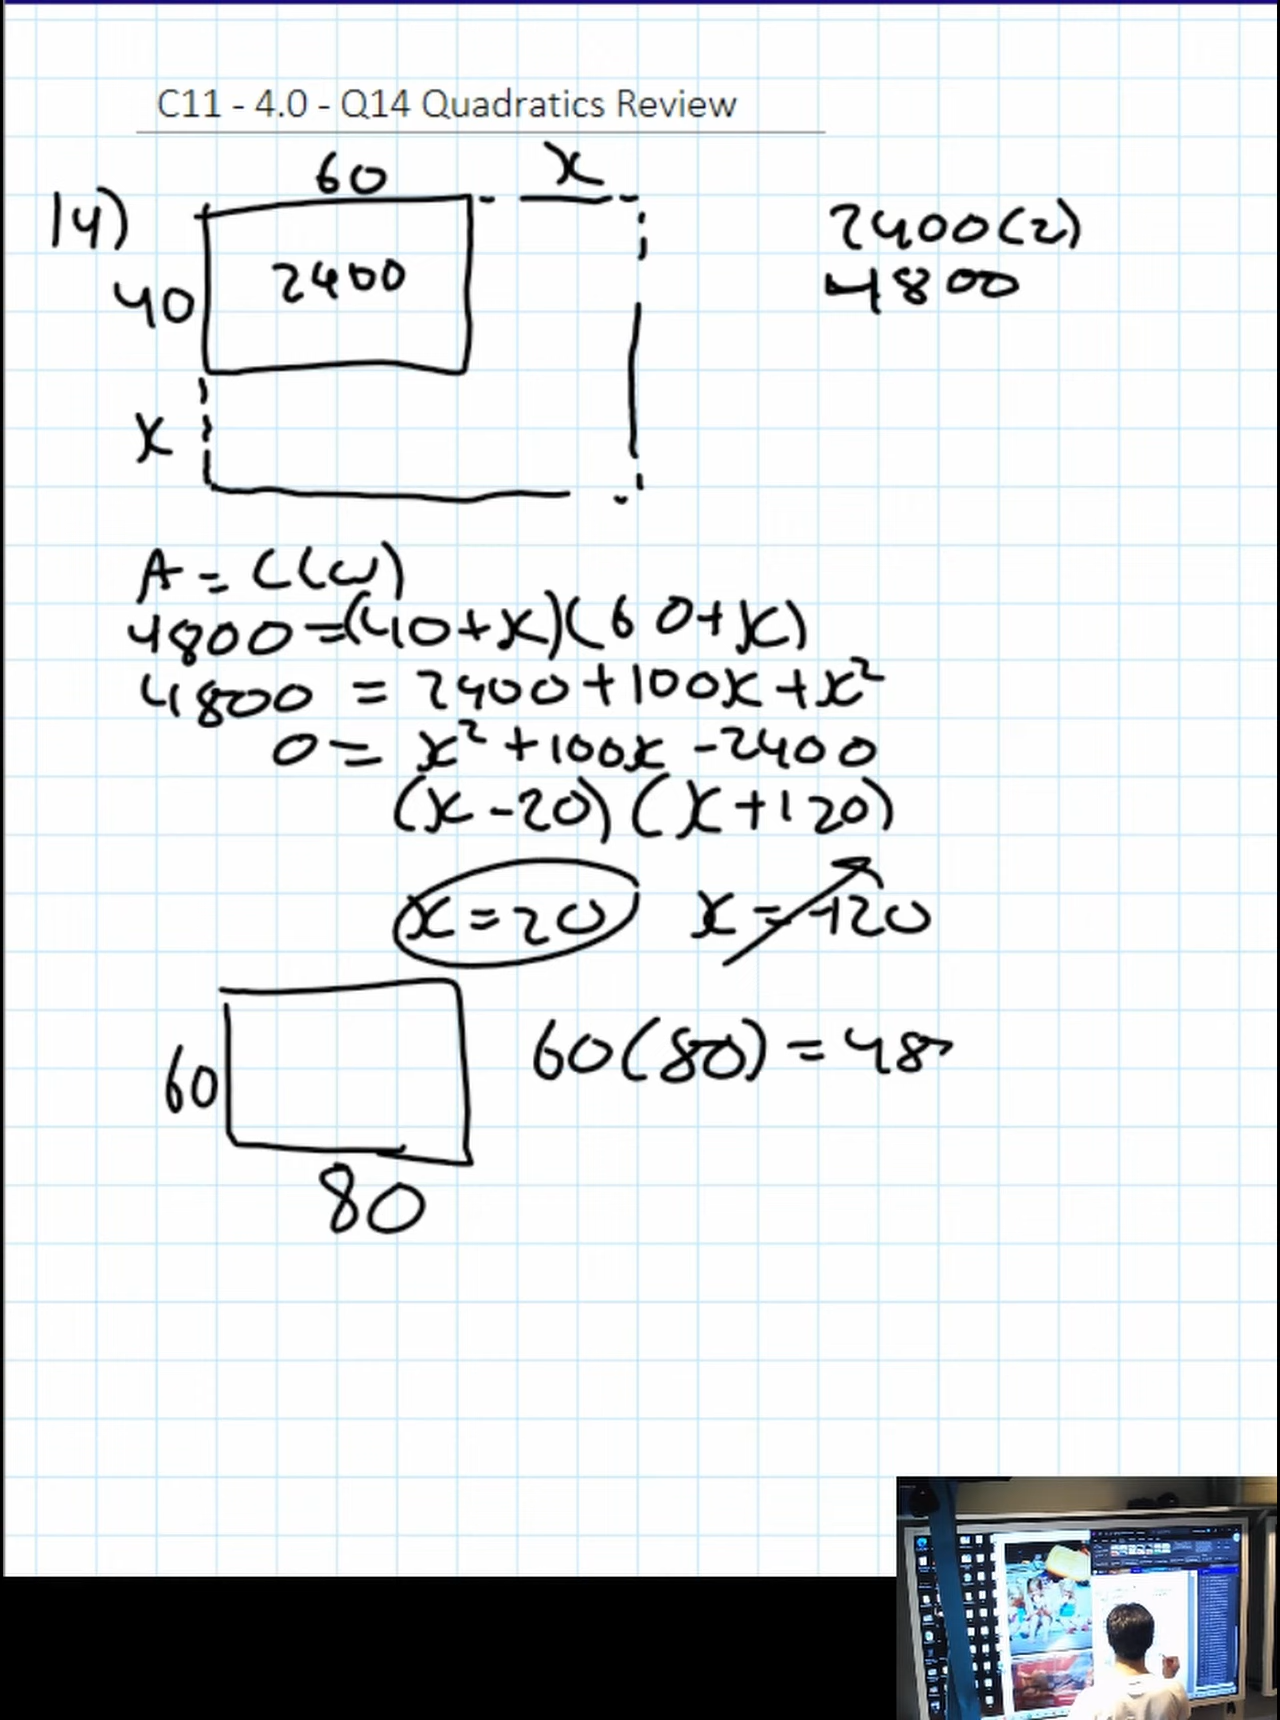 C11 - 4.0 - Q14 Quadratics Review
14)
60
x
40
2400
x
2400(2)
4800
A = L(W)
4800 = (40+x)(60+x)
4800 = 2400 + 100x + x²
0 = x² + 100x - 2400
(x - 20) (x + 120)
x = 20 x = -120
60
80
60(80) = 48